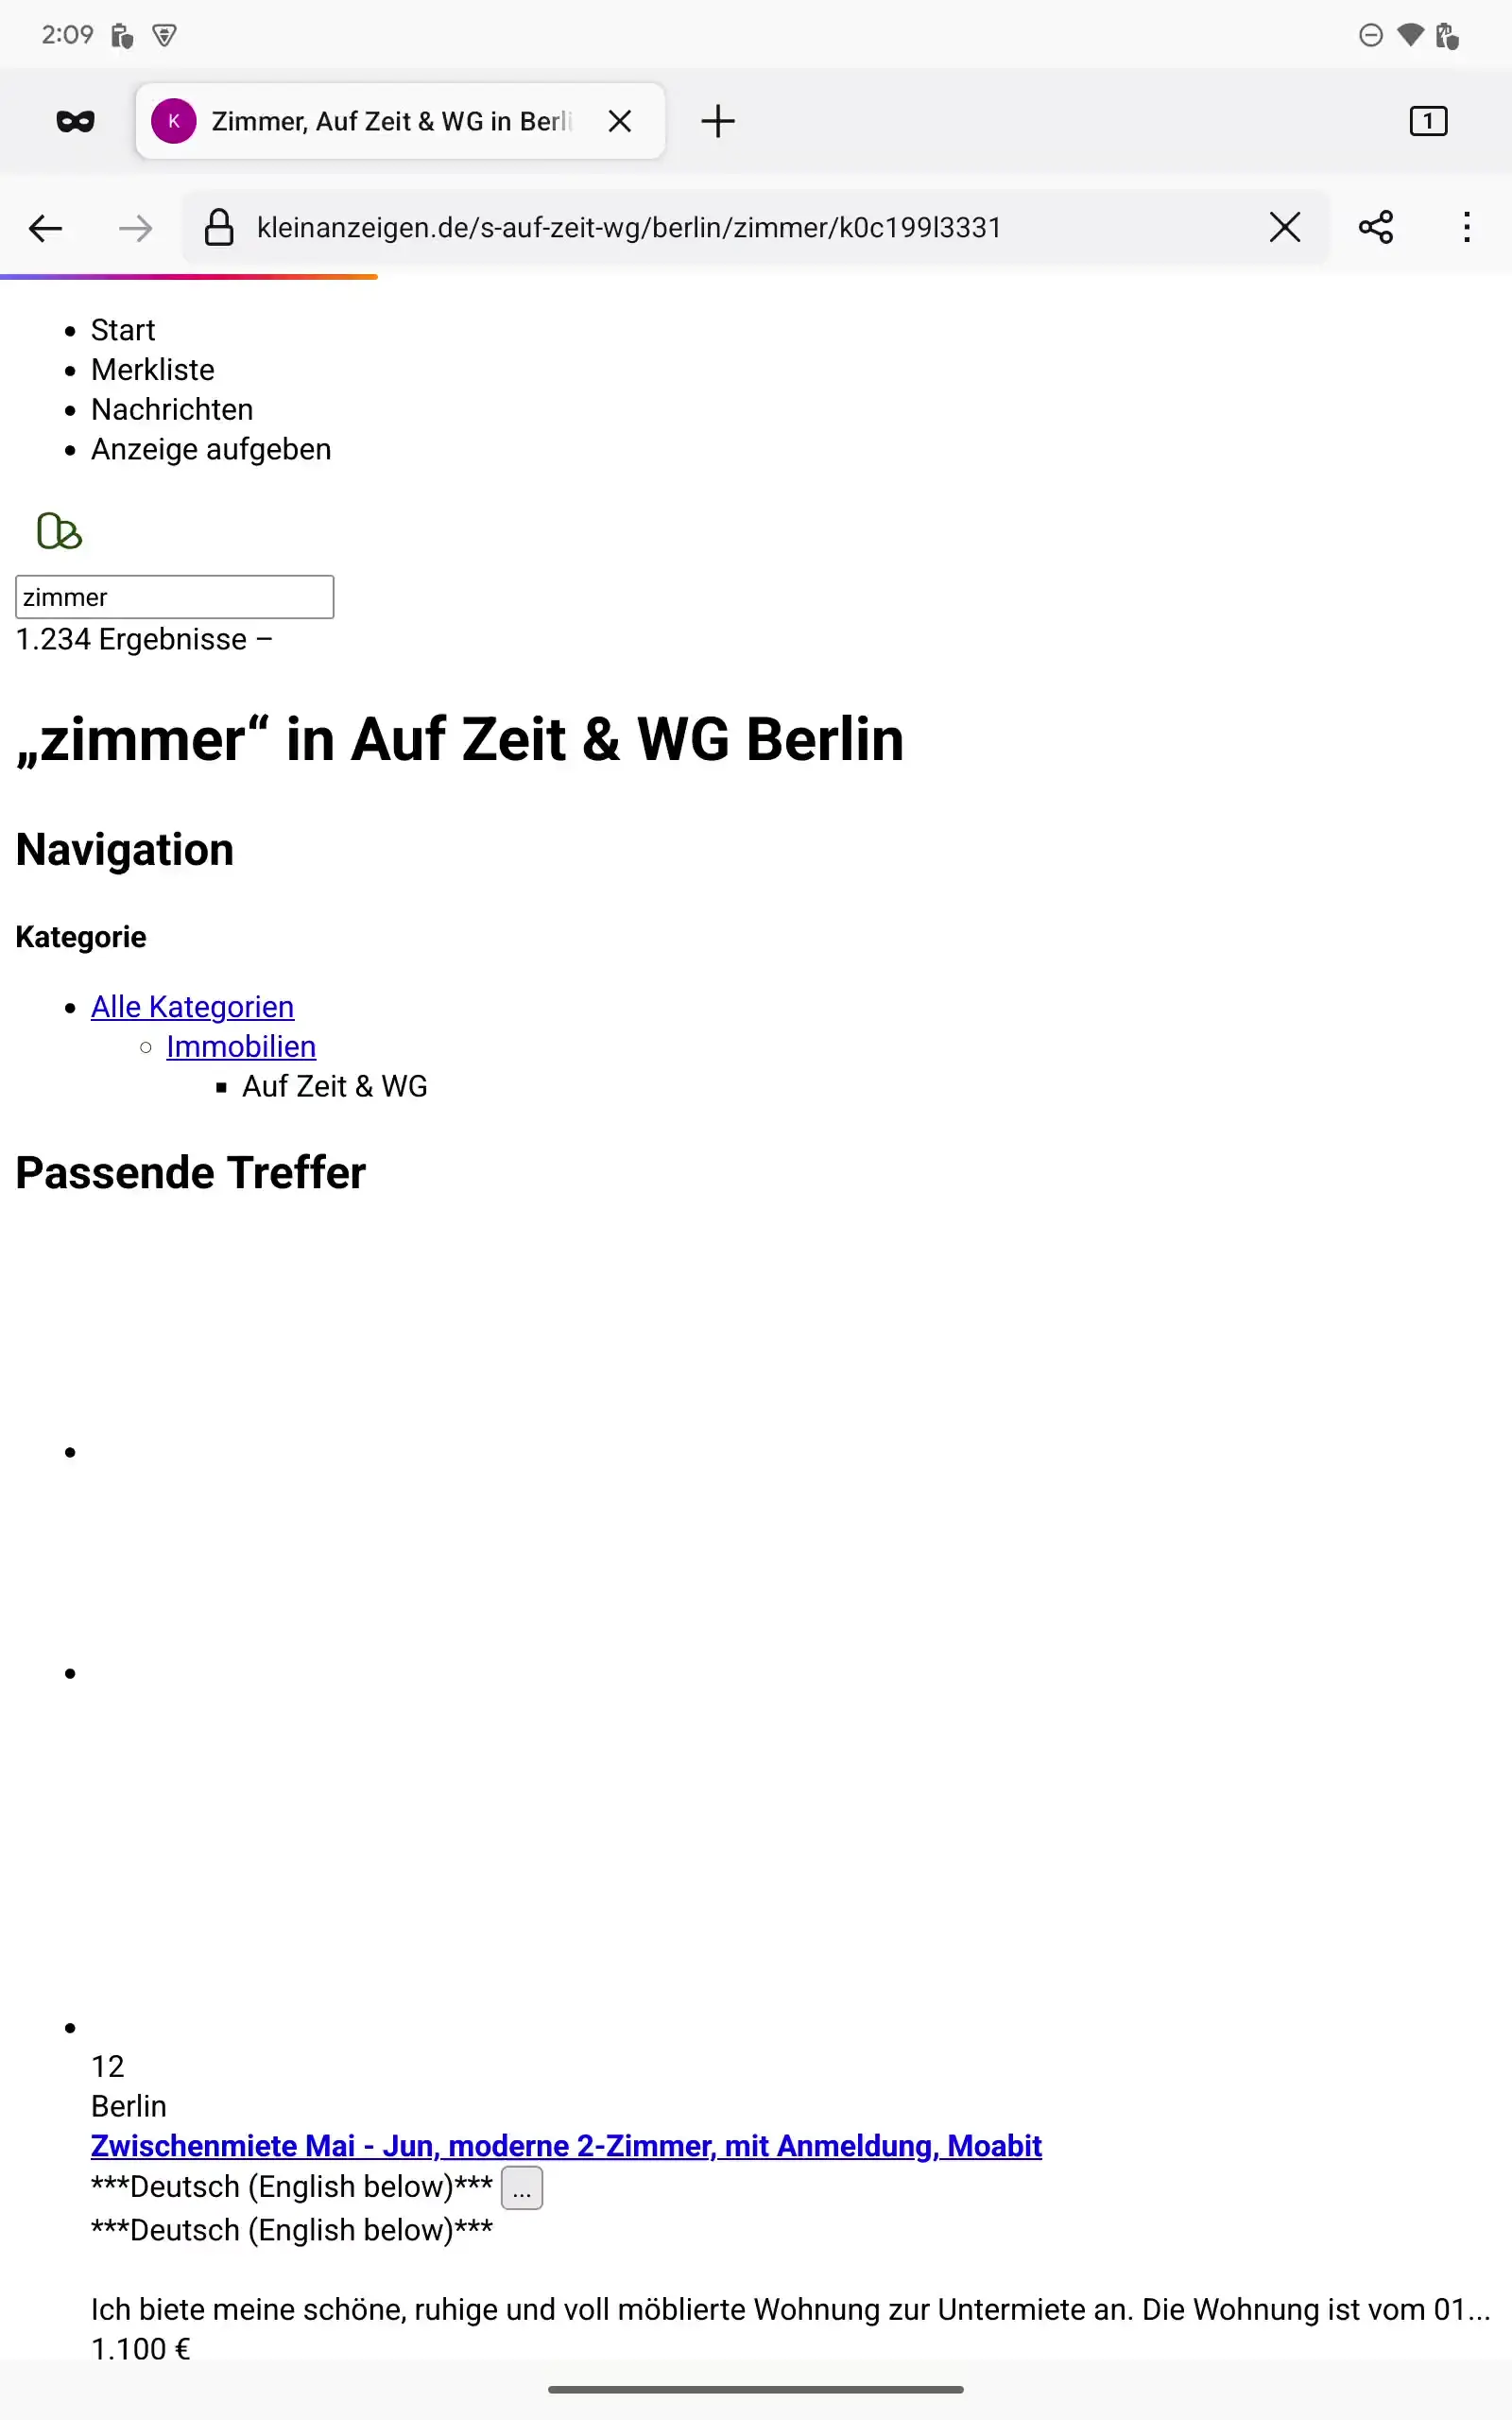 2:09
K Zimmer, Auf Zeit & WG in Berli
1
kleinanzeigen.de/s-auf-zeit-wg/berlin/zimmer/k0c199l3331
Start
Merkliste
Nachrichten
Anzeige aufgeben
zimmer
1.234 Ergebnisse –
„zimmer“ in Auf Zeit & WG Berlin
Navigation
Kategorie
Alle Kategorien
Immobilien
Auf Zeit & WG
Passende Treffer
12
Berlin
Zwischenmiete Mai - Jun, moderne 2-Zimmer, mit Anmeldung, Moabit
***Deutsch (English below)*** ...
***Deutsch (English below)***
Ich biete meine schöne, ruhige und voll möblierte Wohnung zur Untermiete an. Die Wohnung ist vom 01...
1.100 €